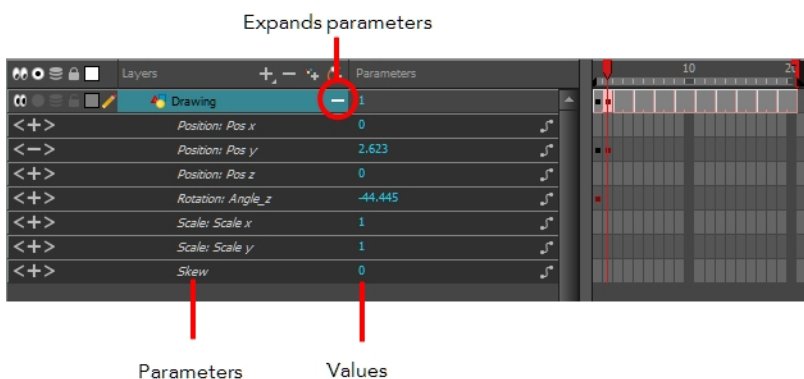 Expands parameters
Layers Parameters 10 20
Drawing 1
<+> Position: Pos x 0
<-> Position: Pos y 2.623
<+> Position: Pos z 0
<+> Rotation: Angle_z -44.445
<+> Scale: Scale x 1
<+> Scale: Scale y 1
<+> Skew 0
Parameters Values